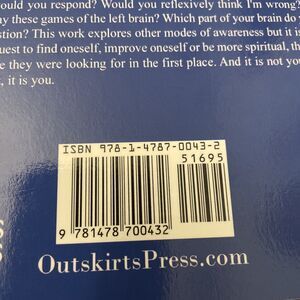 ould you respond? Would you reflexively think I'm wrong?
y these games of the left brain? Which part of your brain do
stion? This work explores other modes of awareness but it is
uest to find oneself, improve oneself or be more spiritual, th
e they were looking for in the first place. And it is not you
, it is you.
ISBN 978-1-4787-0043-2
51695
9 781478 700432
OutskirtsPress.com